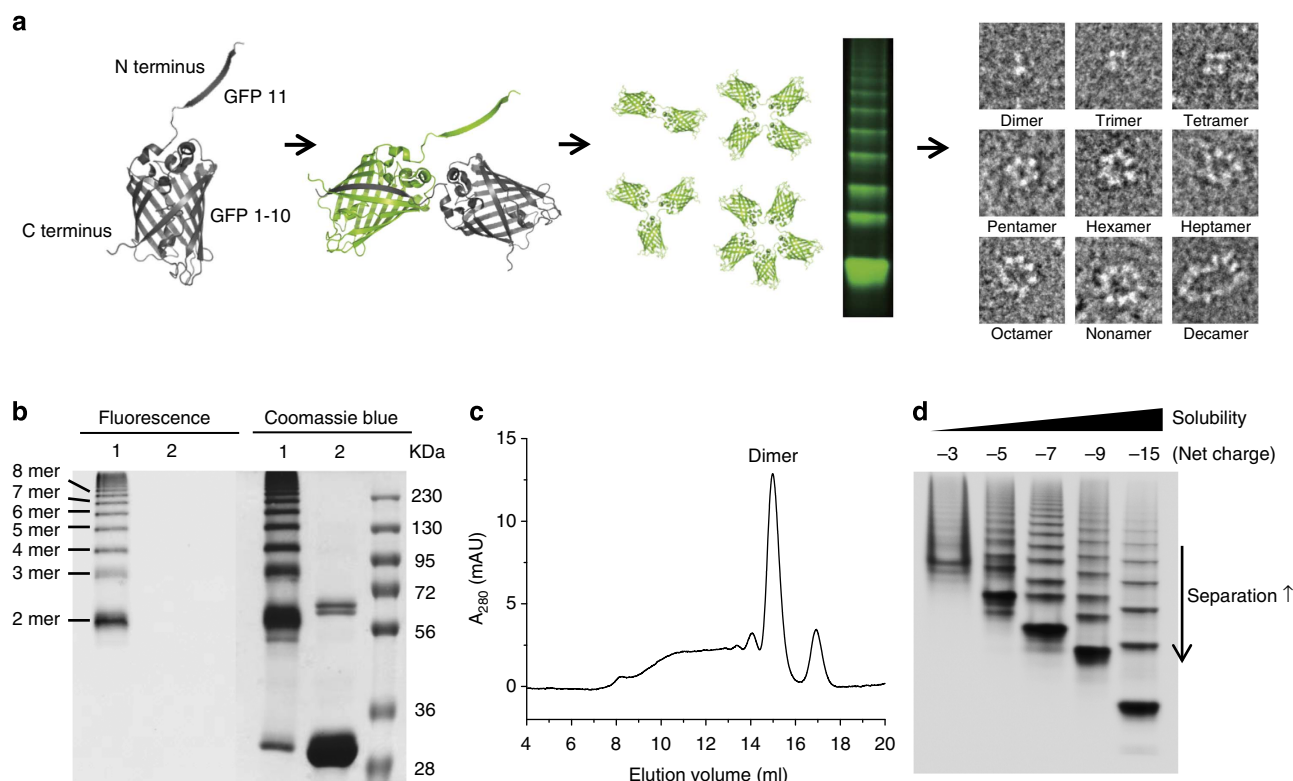 a
N terminus
GFP 11
GFP 1-10
C terminus
Dimer
Trimer
Tetramer
Pentamer
Hexamer
Heptamer
Octamer
Nonamer
Decamer
b
Fluorescence
Coomassie blue
1
2
1
2
KDa
8 mer
7 mer
6 mer
5 mer
4 mer
3 mer
2 mer
230
130
95
72
56
36
28
c
15
10
5
0
A280 (mAU)
Dimer
4 6 8 10 12 14 16 18 20
Elution volume (ml)
d
Solubility
–3 –5 –7 –9 –15 (Net charge)
Separation ↑